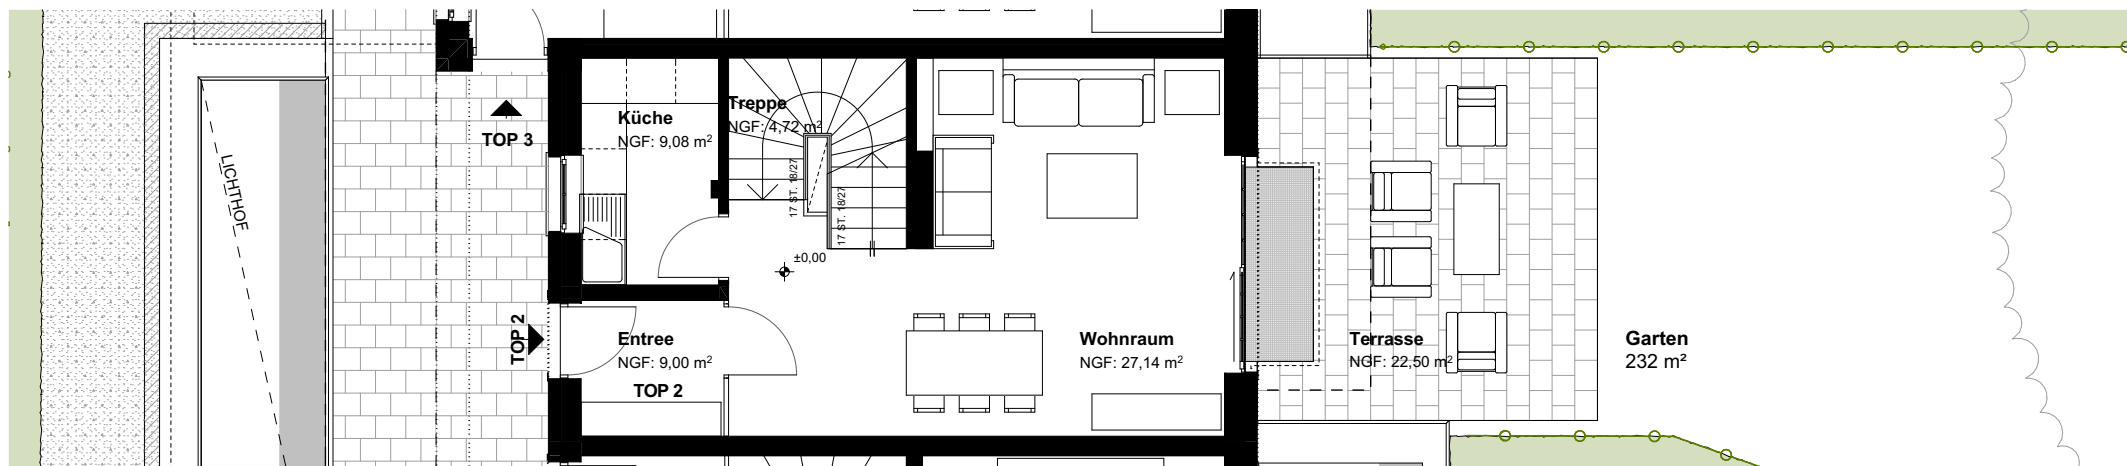 LICHTHOF
TOP 3
TOP 2
Küche
NGF: 9,08 m²
Treppe
NGF: 4,72 m²
17 ST. 18/27
17 ST. 18/27
±0,00
Entree
NGF: 9,00 m²
TOP 2
Wohnraum
NGF: 27,14 m²
Terrasse
NGF: 22,50 m²
Garten
232 m²